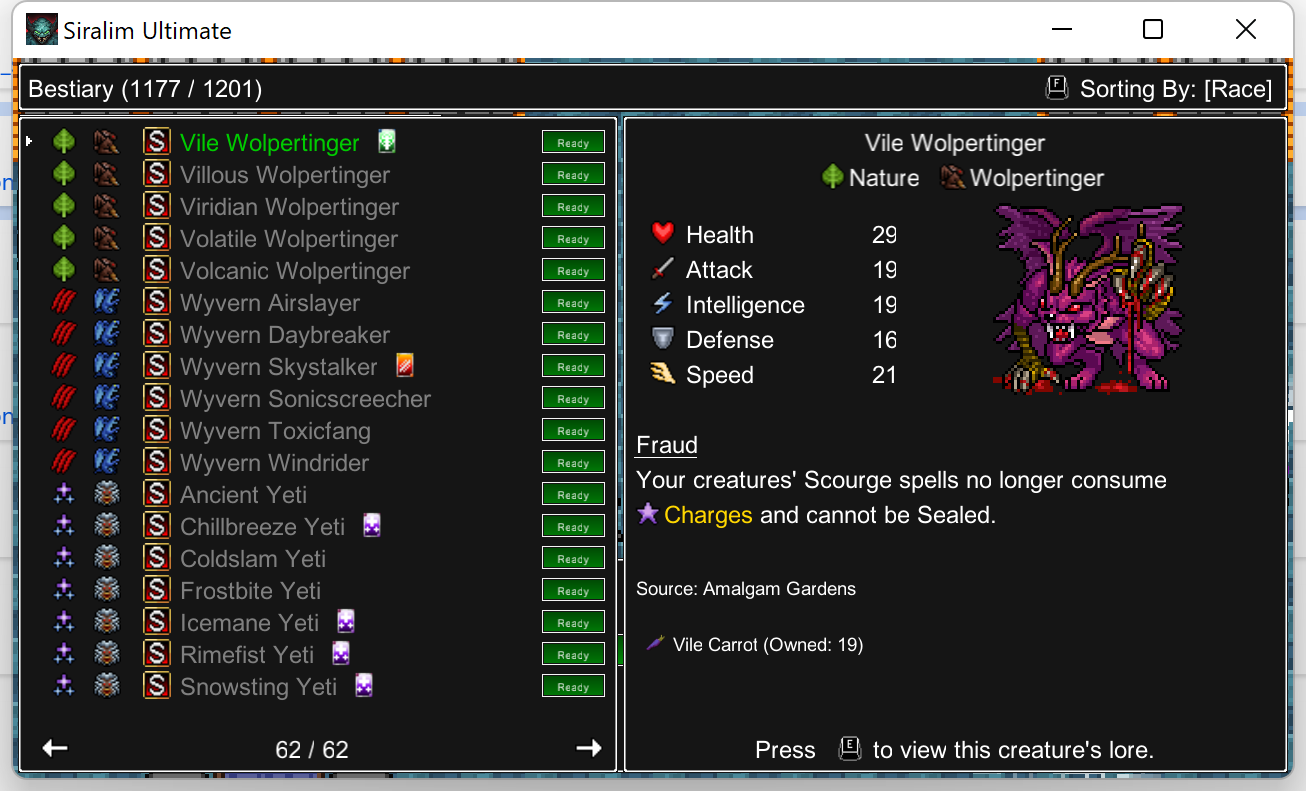 Siralim Ultimate
Bestiary (1177 / 1201)
F Sorting By: [Race]
S Vile Wolpertinger Ready
S Villous Wolpertinger Ready
S Viridian Wolpertinger Ready
S Volatile Wolpertinger Ready
S Volcanic Wolpertinger Ready
S Wyvern Airslayer Ready
S Wyvern Daybreaker Ready
S Wyvern Skystalker Ready
S Wyvern Sonicscreecher Ready
S Wyvern Toxicfang Ready
S Wyvern Windrider Ready
S Ancient Yeti Ready
S Chillbreeze Yeti Ready
S Coldslam Yeti Ready
S Frostbite Yeti Ready
S Icemane Yeti Ready
S Rimefist Yeti Ready
S Snowsting Yeti Ready
62 / 62
Vile Wolpertinger
Nature Wolpertinger
Health 29
Attack 19
Intelligence 19
Defense 16
Speed 21
Fraud
Your creatures' Scourge spells no longer consume
Charges and cannot be Sealed.
Source: Amalgam Gardens
Vile Carrot (Owned: 19)
Press E to view this creature's lore.